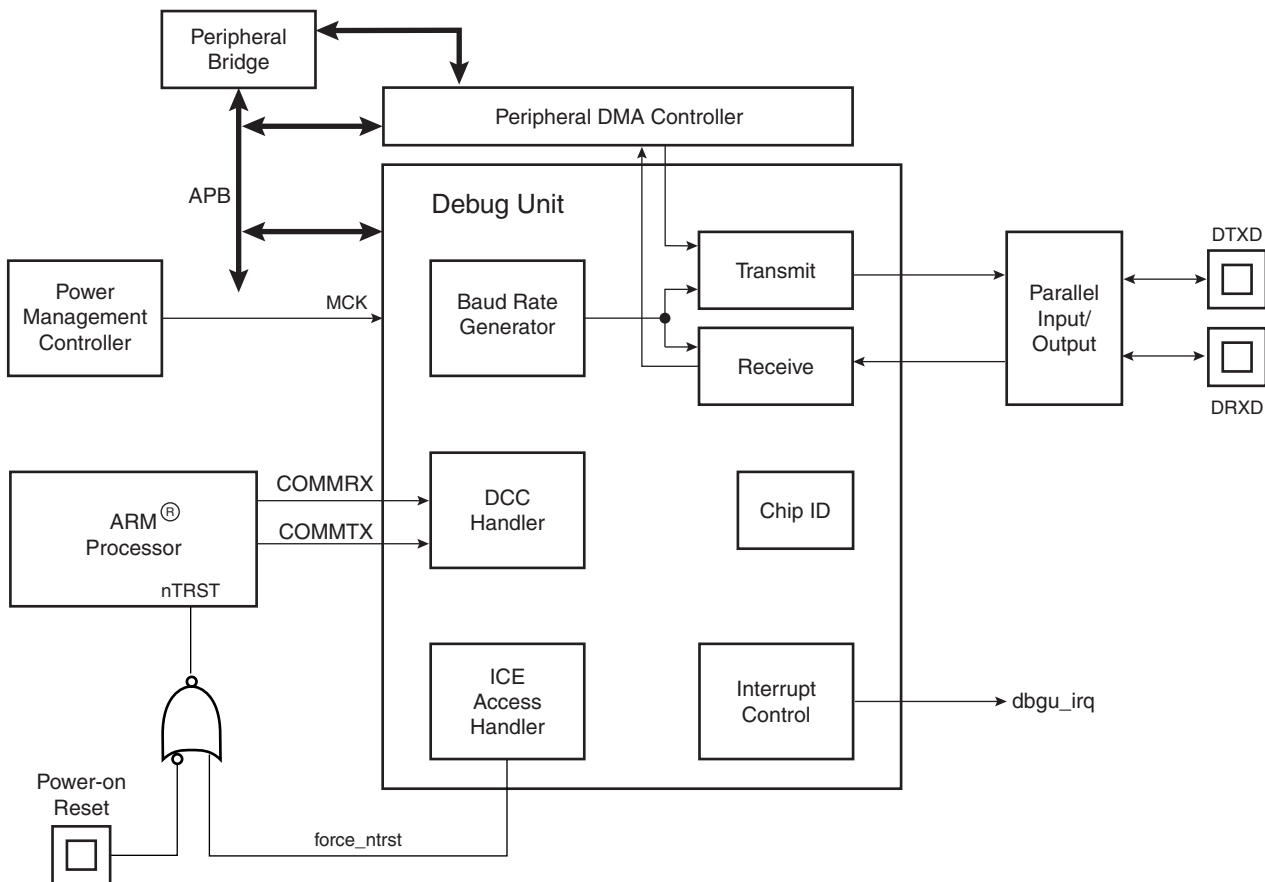 Peripheral
Bridge
Peripheral DMA Controller
APB
Debug Unit
Power
Management
Controller
MCK
Baud Rate
Generator
Transmit
Receive
Parallel
Input/
Output
DTXD
DRXD
ARM®
Processor
nTRST
COMMRX
COMMTX
DCC
Handler
Chip ID
ICE
Access
Handler
Interrupt
Control
dbgu_irq
Power-on
Reset
force_ntrst